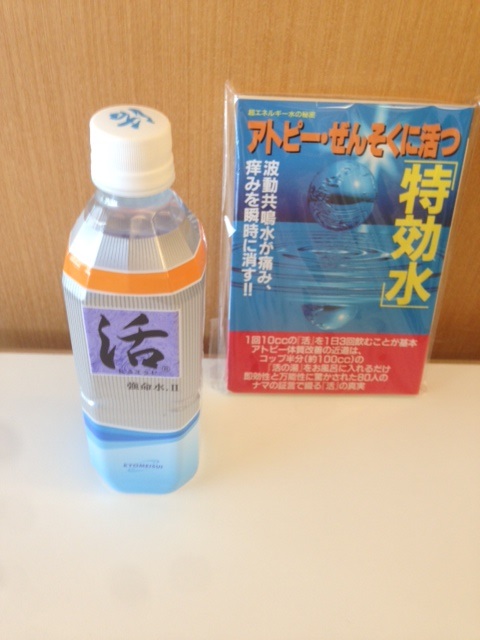 活
強命水.II
KYOMEISUI
超エネルギー水の秘密
アトピー・ぜんそくに活つ
「特効水」
波動共鳴水が痛み、
痒みを瞬時に消す!!
1回10ccの「活」を1日3回飲むことが基本
アトピー体質改善の近道は、
コップ半分(約100cc)の
「活の湯」をお風呂に入れるだけ
即効性と万能性に驚かされた80人の
ナマの証言で綴る「活」の真実